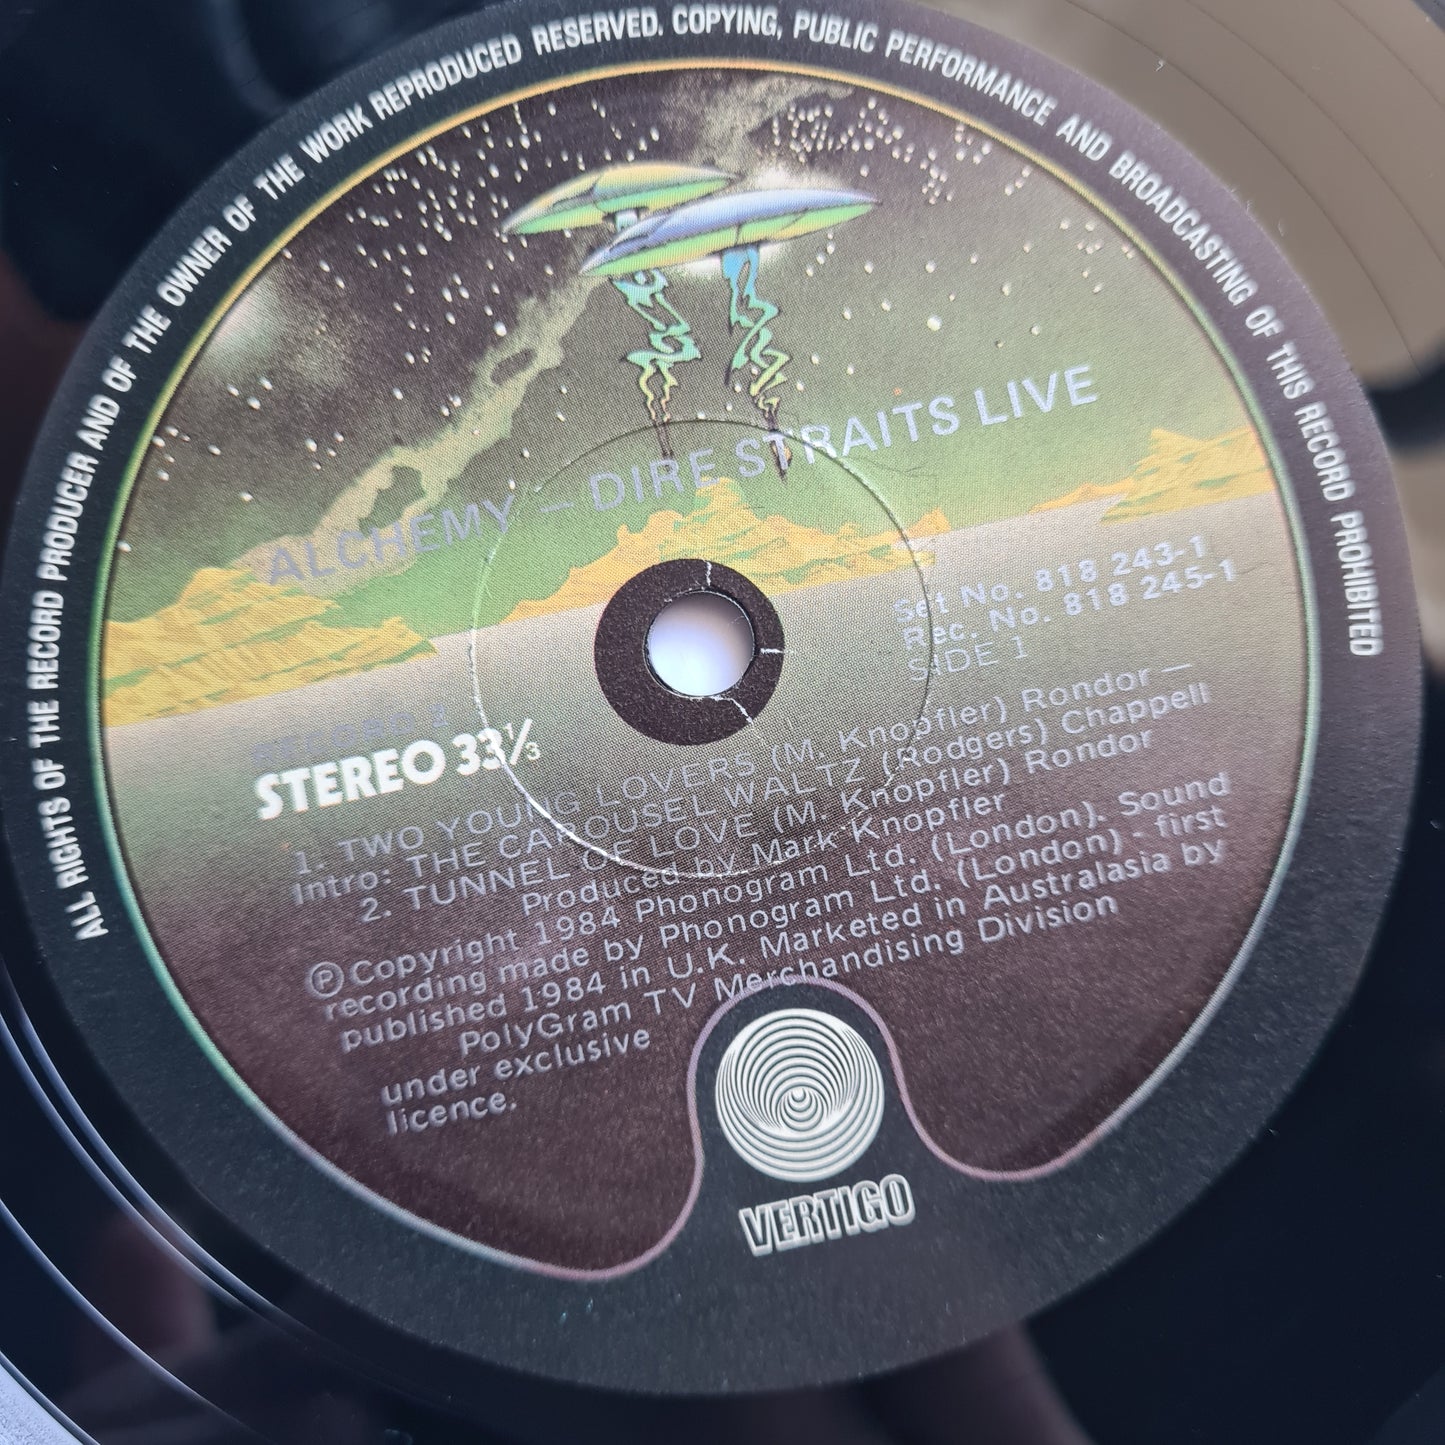 ALL RIGHTS OF THE RECORD PRODUCER AND OF THE OWNER OF THE WORK REPRODUCED RESERVED. COPYING, PUBLIC PERFORMANCE AND BROADCASTING OF THIS RECORD PROHIBITED
ALCHEMY – DIRE STRAITS LIVE
Set No. 818 243-1
Rec. No. 818 245-1
SIDE 1
RECORD
STEREO 33⅓
1. TWO YOUNG LOVERS (M. Knopfler) Rondor –
Intro: THE CAROUSEL WALTZ (Rodgers) Chappell
2. TUNNEL OF LOVE (M. Knopfler) Rondor
Produced by Mark Knopfler
ⓅCopyright 1984 Phonogram Ltd. (London). Sound
recording made by Phonogram Ltd. (London) - first
published 1984 in U.K. Marketed in Australasia by
PolyGram TV Merchandising Division
under exclusive
licence.
VERTIGO